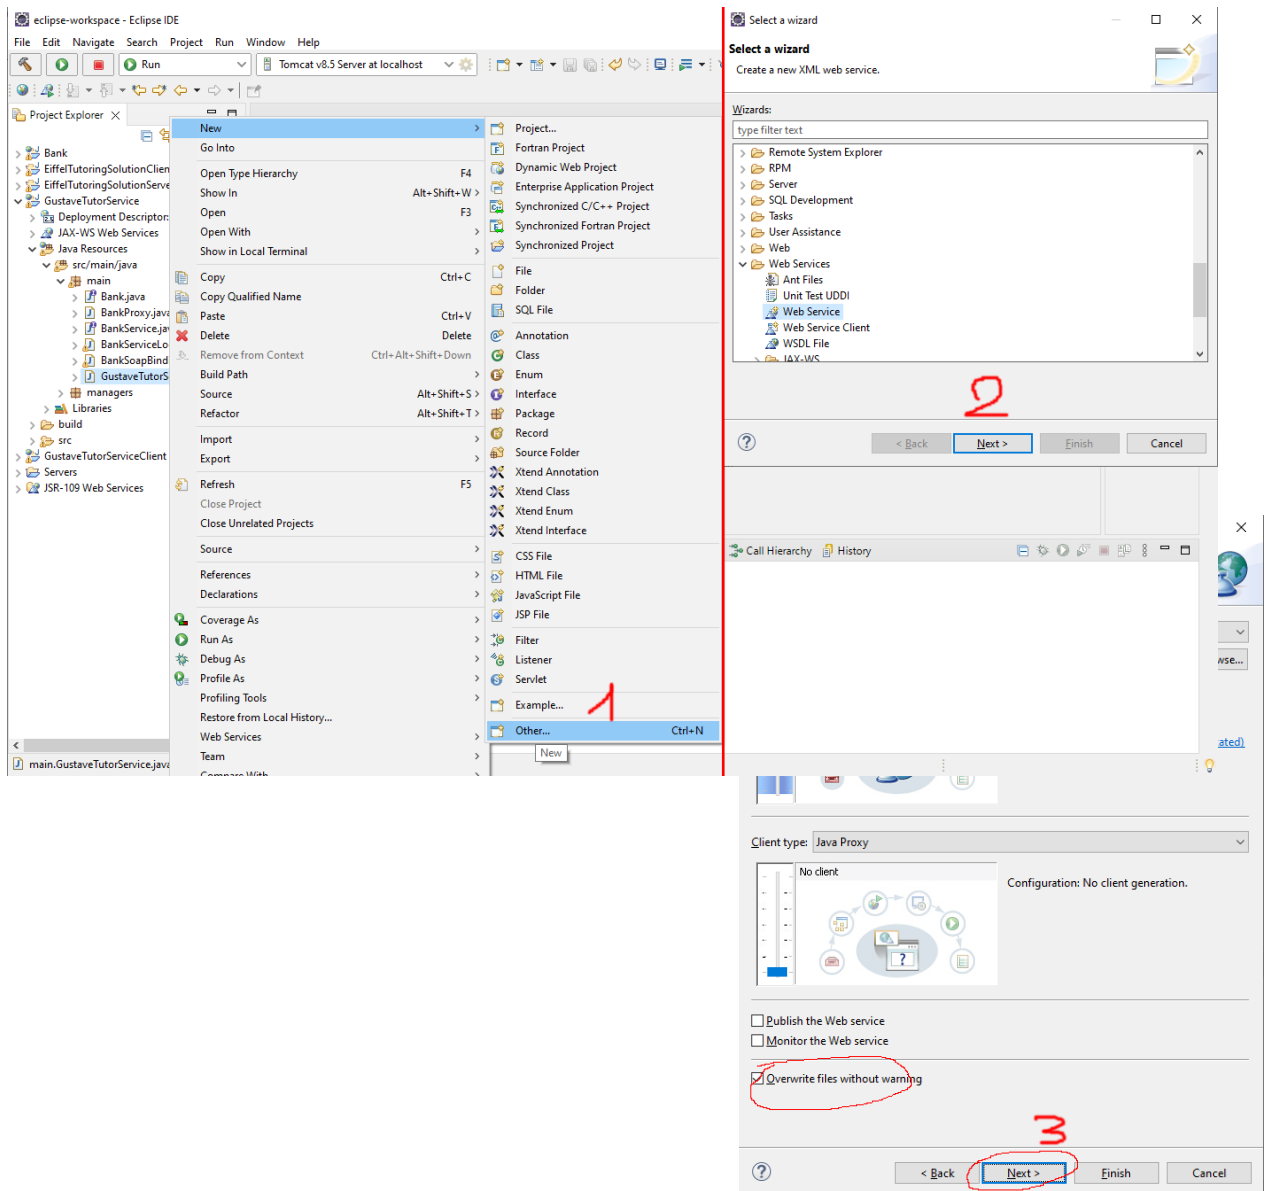 eclipse-workspace - Eclipse IDE
File Edit Navigate Search Project Run Window Help
Run
Tomcat v8.5 Server at localhost
Project Explorer
Bank
EiffelTutoringSolutionClien
EiffelTutoringSolutionServe
GustaveTutorService
Deployment Descriptor:
JAX-WS Web Services
Java Resources
src/main/java
main
Bank.java
BankProxy.java
BankService.jav
BankServiceLo
BankSoapBind
GustaveTutorS
managers
Libraries
build
src
GustaveTutorServiceClient
Servers
JSR-109 Web Services
main.GustaveTutorService.java
New
Go Into
Open Type Hierarchy F4
Show In Alt+Shift+W
Open F3
Open With
Show in Local Terminal
Copy Ctrl+C
Copy Qualified Name
Paste Ctrl+V
Delete Delete
Remove from Context Ctrl+Alt+Shift+Down
Build Path
Source Alt+Shift+S
Refactor Alt+Shift+T
Import
Export
Refresh F5
Close Project
Close Unrelated Projects
Source
References
Declarations
Coverage As
Run As
Debug As
Profile As
Profiling Tools
Restore from Local History...
Web Services
Team
Compare With
Project...
Fortran Project
Dynamic Web Project
Enterprise Application Project
Synchronized C/C++ Project
Synchronized Fortran Project
Synchronized Project
File
Folder
SQL File
Annotation
Class
Enum
Interface
Package
Record
Source Folder
Xtend Annotation
Xtend Class
Xtend Enum
Xtend Interface
CSS File
HTML File
JavaScript File
JSP File
Filter
Listener
Servlet
Example...
1
Other... Ctrl+N
New
Select a wizard
Select a wizard
Create a new XML web service.
Wizards:
type filter text
Remote System Explorer
RPM
Server
SQL Development
Tasks
User Assistance
Web
Web Services
Ant Files
Unit Test UDDI
Web Service
Web Service Client
WSDL File
JAX-WS
2
< Back Next > Finish Cancel
Call Hierarchy History
wse...
ated)
Client type: Java Proxy
No client
Configuration: No client generation.
Publish the Web service
Monitor the Web service
Overwrite files without warning
3
< Back Next > Finish Cancel